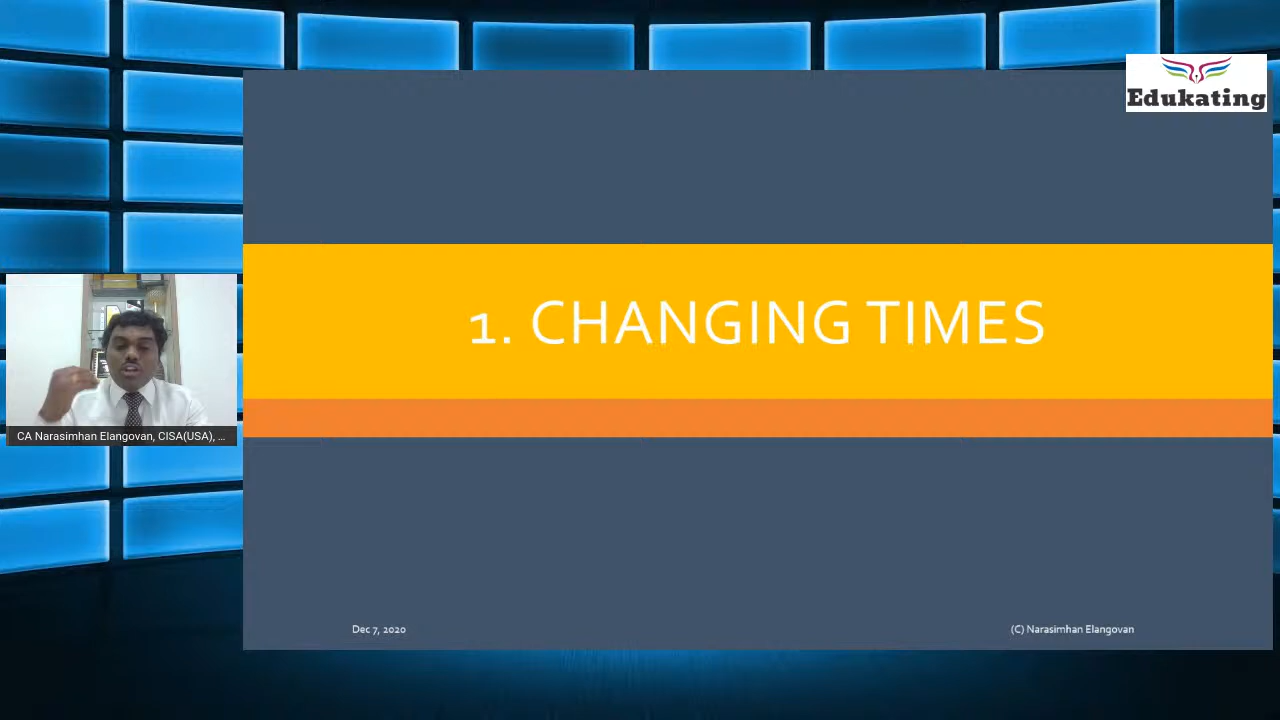 Edukating
1. CHANGING TIMES
CA Narasimhan Elangovan, CISA(USA), ...
Dec 7, 2020
(C) Narasimhan Elangovan